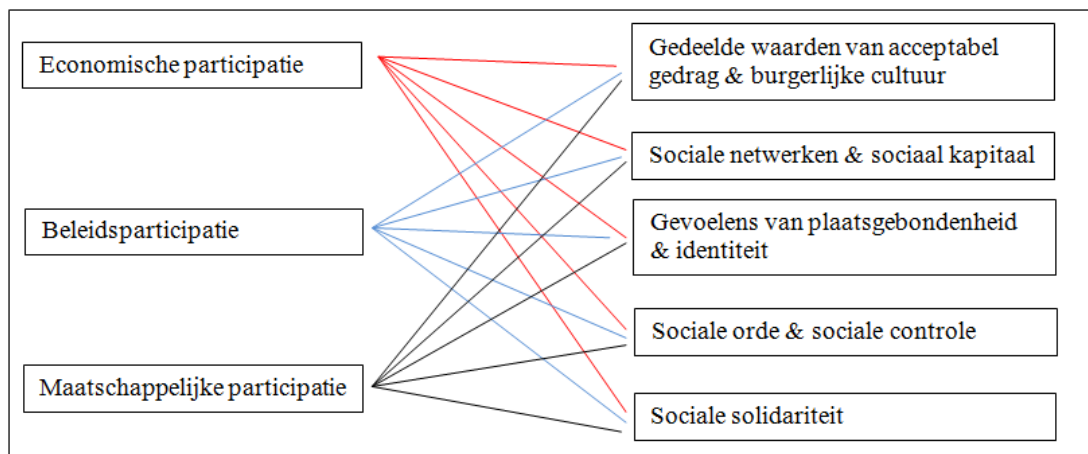 Economische participatie
Beleidsparticipatie
Maatschappelijke participatie
Gedeelde waarden van acceptabel
gedrag & burgerlijke cultuur
Sociale netwerken & sociaal kapitaal
Gevoelens van plaatsgebondenheid
& identiteit
Sociale orde & sociale controle
Sociale solidariteit